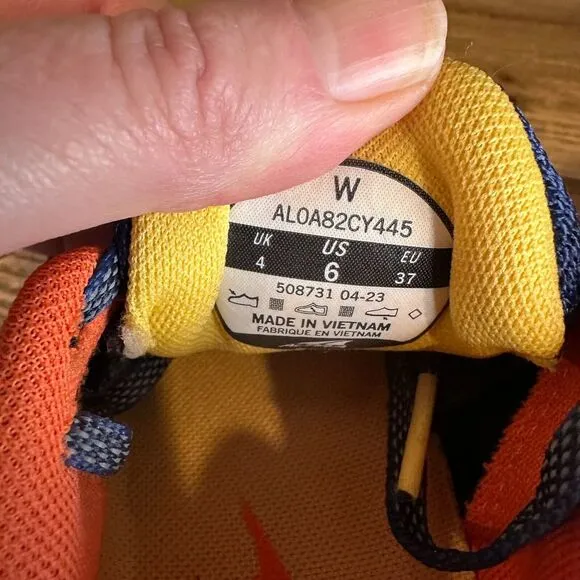 W
AL0A82CY445
UK US EU
4 6 37
508731 04-23
MADE IN VIETNAM
FABRIQUE EN VIETNAM